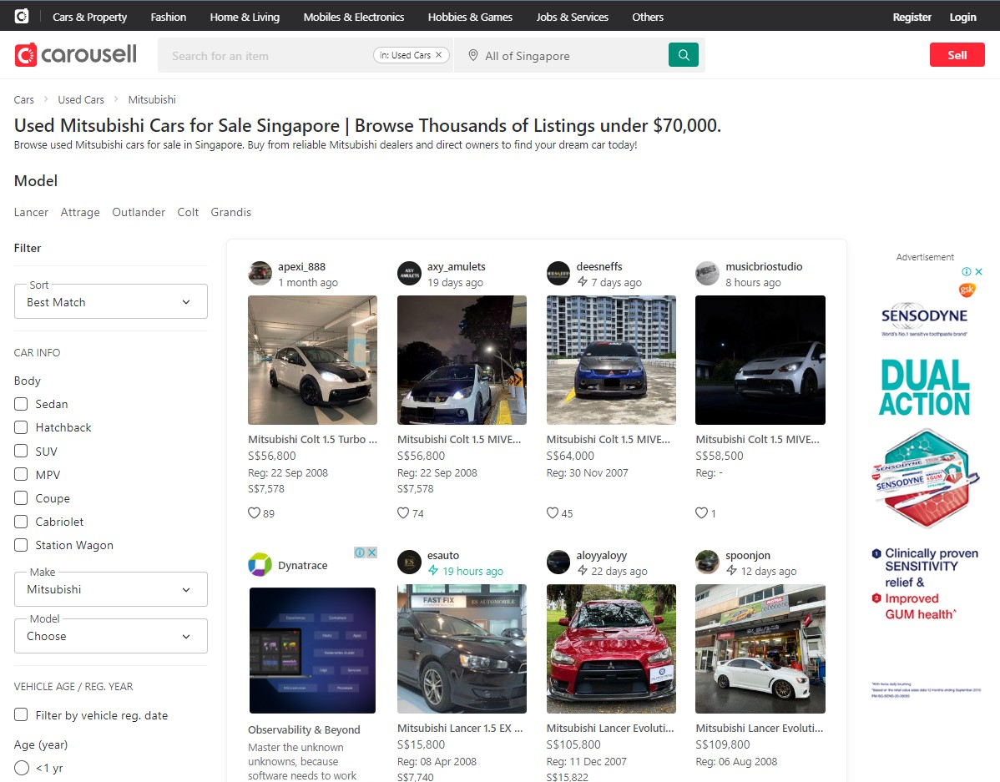 Cars & Property Fashion Home & Living Mobiles & Electronics Hobbies & Games Jobs & Services Others Register Login
carousell Search for an item in: Used Cars All of Singapore Sell
Cars Used Cars Mitsubishi
Used Mitsubishi Cars for Sale Singapore | Browse Thousands of Listings under $70,000.
Browse used Mitsubishi cars for sale in Singapore. Buy from reliable Mitsubishi dealers and direct owners to find your dream car today!
Model
Lancer Attrage Outlander Colt Grandis
Filter
Sort
Best Match
CAR INFO
Body
Sedan
Hatchback
SUV
MPV
Coupe
Cabriolet
Station Wagon
Make
Mitsubishi
Model
Choose
VEHICLE AGE / REG. YEAR
Filter by vehicle reg. date
Age (year)
<1 yr
apexi_888
1 month ago
Mitsubishi Colt 1.5 Turbo ...
S$56,800
Reg: 22 Sep 2008
S$7,578
89
AXY
AMULETS
axy_amulets
19 days ago
Mitsubishi Colt 1.5 MIVE...
S$56,800
Reg: 22 Sep 2008
S$7,578
74
deesneffs
7 days ago
Mitsubishi Colt 1.5 MIVE...
S$64,000
Reg: 30 Nov 2007
45
musicbriostudio
8 hours ago
Mitsubishi Colt 1.5 MIVE...
S$58,500
Reg: -
1
Dynatrace
Observability & Beyond
Master the unknown
unknowns, because
software needs to work
ES
esauto
19 hours ago
FAST FIX
ES AUTOMOBILE
Mitsubishi Lancer 1.5 EX ...
S$15,800
Reg: 08 Apr 2008
S$7,740
aloyyaloyy
22 days ago
Mitsubishi Lancer Evoluti...
S$105,800
Reg: 11 Dec 2007
S$15,822
spoonjon
12 days ago
MOTUL
Mitsubishi Lancer Evoluti...
S$109,800
Reg: 06 Aug 2008
Advertisement
gsk
SENSODYNE
World's No.1 sensitive toothpaste brand*
DUAL
ACTION
SENSODYNE
SENSODYNE
+GUM
1 Clinically proven
SENSITIVITY
relief &
2 Improved
GUM health^